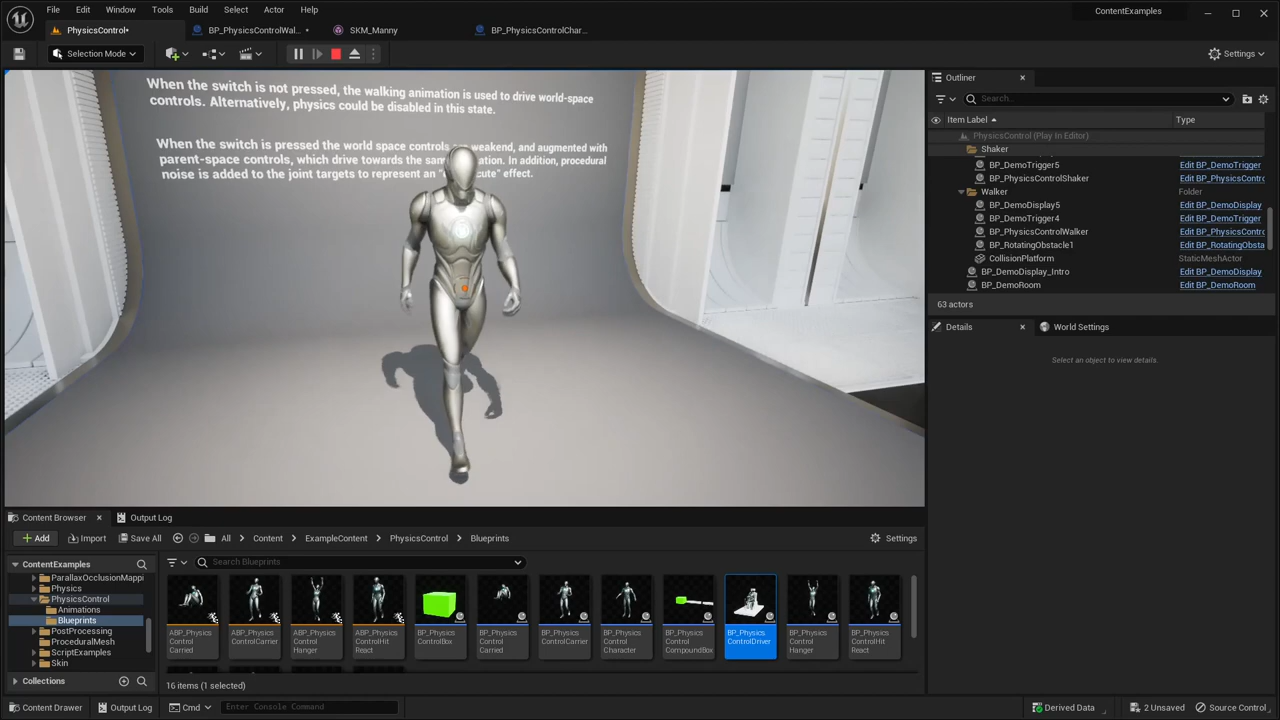 File Edit Window Tools Build Select Actor Help
ContentExamples
PhysicsControl•
BP_PhysicsControlWal... •
SKM_Manny
BP_PhysicsControlChar...
Selection Mode
Settings
When the switch is not pressed, the walking animation is used to drive world-space
controls. Alternatively, physics could be disabled in this state.
When the switch is pressed the world space controls are weakend, and augmented with
parent-space controls, which drive towards the same animation. In addition, procedural
noise is added to the joint targets to represent an " cute" effect.
Outliner
Search...
Item Label Type
PhysicsControl (Play In Editor)
Shaker
BP_DemoTrigger5 Edit BP_DemoTrigger
BP_PhysicsControlShaker Edit BP_PhysicsContro
Walker Folder
BP_DemoDisplay5 Edit BP_DemoDisplay
BP_DemoTrigger4 Edit BP_DemoTrigger
BP_PhysicsControlWalker Edit BP_PhysicsContro
BP_RotatingObstacle1 Edit BP_RotatingObsta
CollisionPlatform StaticMeshActor
BP_DemoDisplay_Intro Edit BP_DemoDisplay
BP_DemoRoom Edit BP_DemoRoom
63 actors
Details
World Settings
Select an object to view details.
Content Browser
Output Log
Add
Import
Save All
All > Content > ExampleContent > PhysicsControl > Blueprints
Settings
ContentExamples
ParallaxOcclusionMappi
Physics
PhysicsControl
Animations
Blueprints
PostProcessing
ProceduralMesh
ScriptExamples
Skin
Collections
Search Blueprints
ABP_Physics Control Carried
ABP_Physics ControlCarrier
ABP_Physics Control Hanger
ABP_Physics ControlHit React
BP_Physics ControlBox
BP_Physics Control Carried
BP_Physics ControlCarrier
BP_Physics Control Character
BP_Physics Control CompoundBox
BP_Physics ControlDriver
BP_Physics Control Hanger
BP_Physics ControlHit React
16 items (1 selected)
Content Drawer
Output Log
Cmd
Enter Console Command
Derived Data
2 Unsaved
Source Control